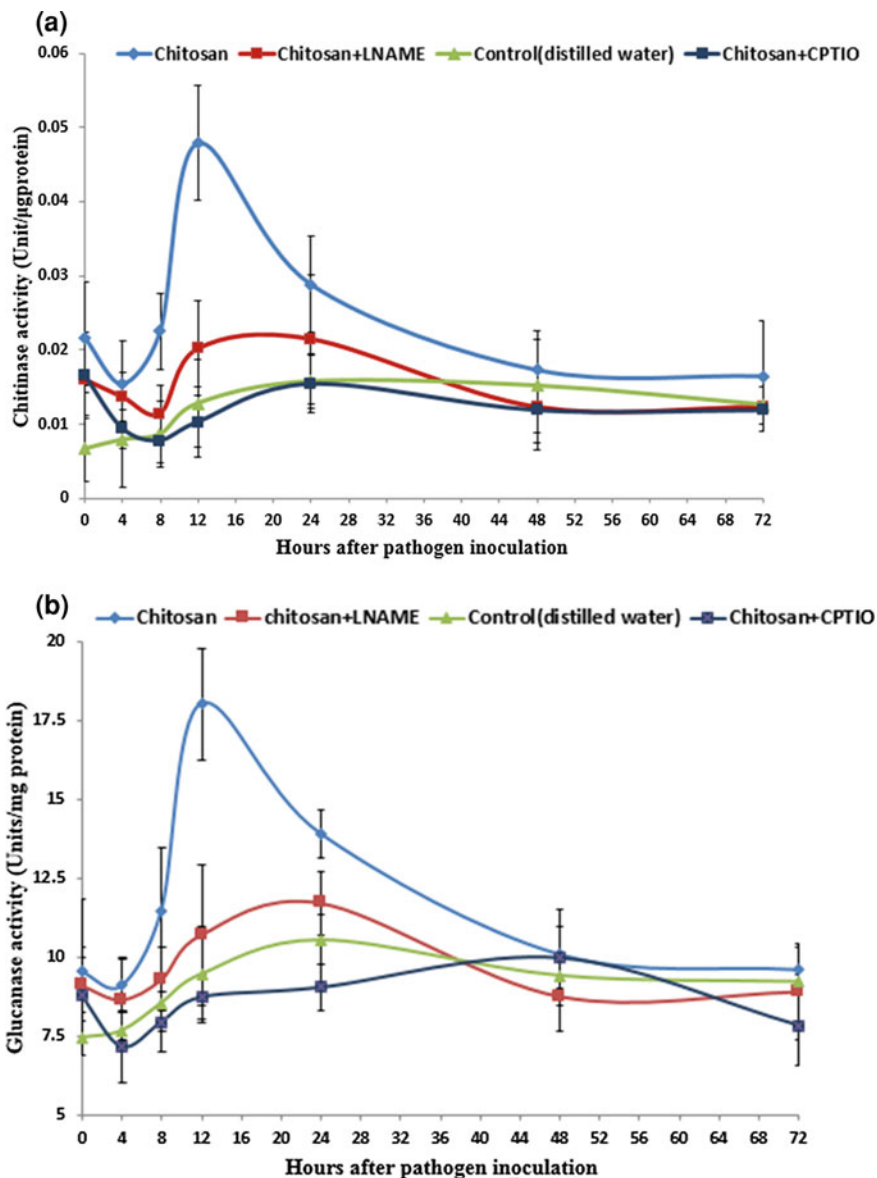 (a)
Chitosan Chitosan+LNAME Control(distilled water) Chitosan+CPTIO
0.06
0.05
0.04
0.03
0.02
0.01
0
Chitinase activity (Unit/µgprotein)
0 4 8 12 16 20 24 28 32 36 40 44 48 52 56 60 64 68 72
Hours after pathogen inoculation
(b)
Chitosan chitosan+LNAME Control(distilled water) Chitosan+CPTIO
20
17.5
15
12.5
10
7.5
5
Glucanase activity (Units/mg protein)
0 4 8 12 16 20 24 28 32 36 40 44 48 52 56 60 64 68 72
Hours after pathogen inoculation